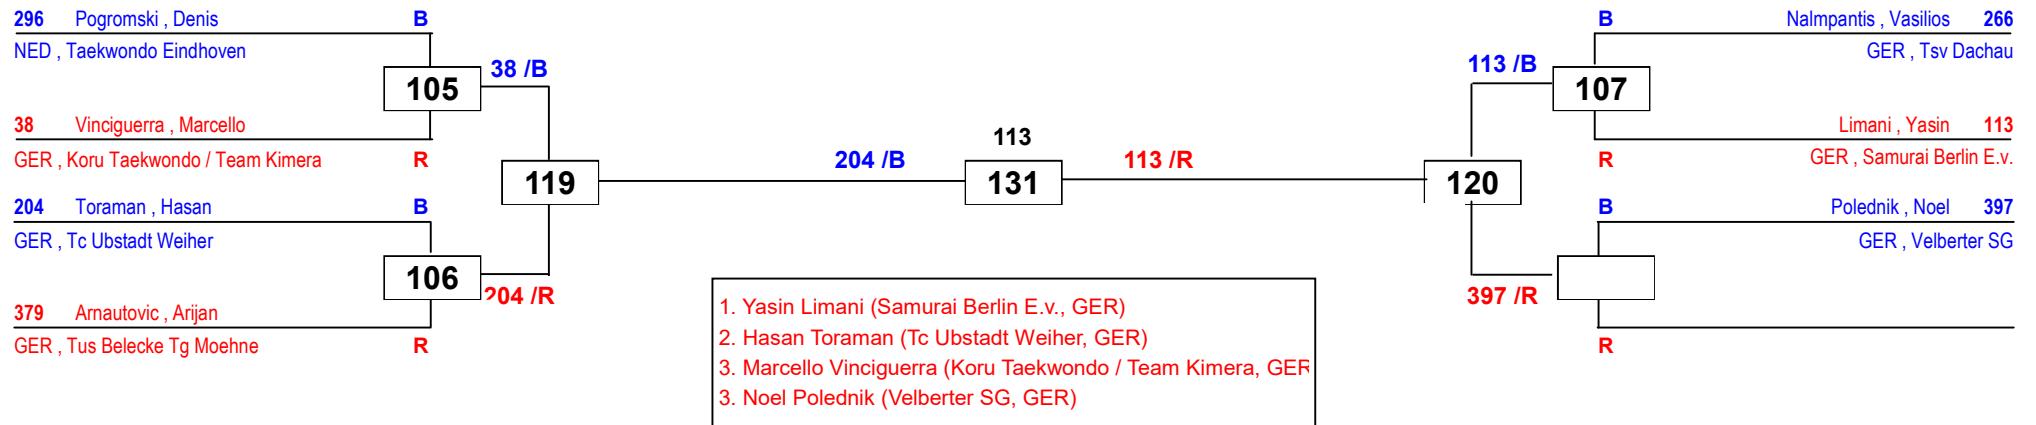 296 Pogromski , Denis B
NED , Taekwondo Eindhoven
105
38 /B
38 Vinciguerra , Marcello
GER , Koru Taekwondo / Team Kimera R
119
204 Toraman , Hasan B
GER , Tc Ubstadt Weiher
106
204 /R
379 Arnautovic , Arijan
GER , Tus Belecke Tg Moehne R
204 /B
113
131
113 /R
B Nalmpantis , Vasilios 266
GER , Tsv Dachau
113 /B
107
Limani , Yasin 113
R GER , Samurai Berlin E.v.
120
B Polednik , Noel 397
GER , Velberter SG
397 /R
R
1. Yasin Limani (Samurai Berlin E.v., GER)
2. Hasan Toraman (Tc Ubstadt Weiher, GER)
3. Marcello Vinciguerra (Koru Taekwondo / Team Kimera, GER
3. Noel Polednik (Velberter SG, GER)